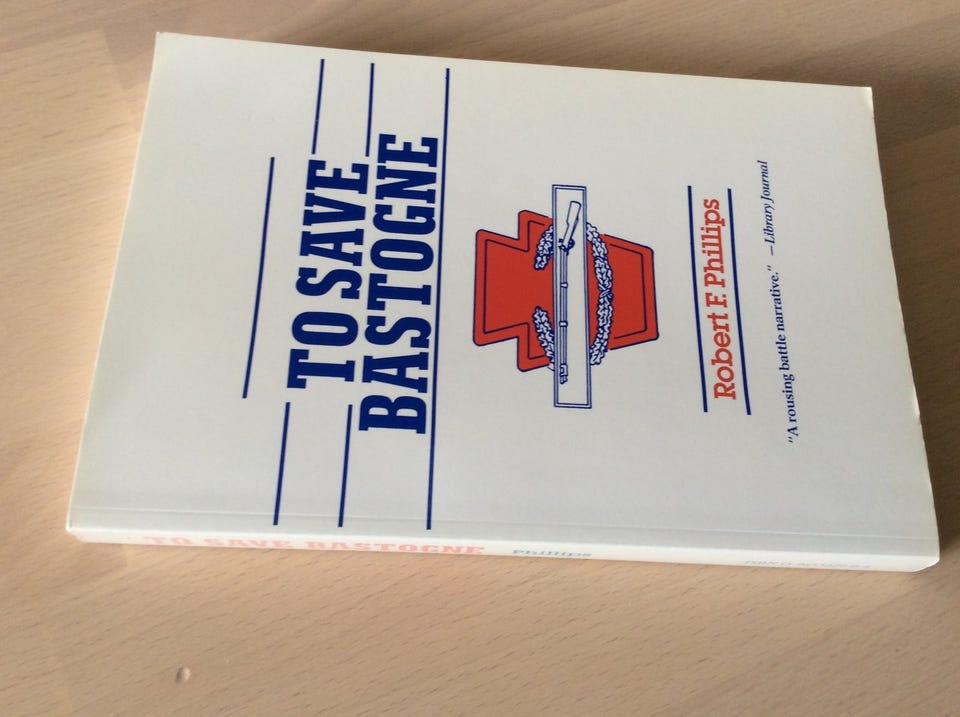 TO SAVE
BASTOGNE
Robert F. Phillips
"A rousing battle narrative." —Library Journal
TO SAVE BASTOGNE Phillips